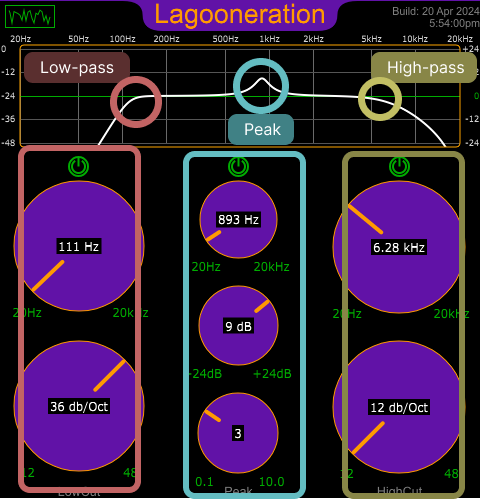 Lagooneration
Build: 20 Apr 2024
5:54:00pm
20Hz 50Hz 100Hz 200Hz 500Hz 1kHz 2kHz 5kHz 10kHz 20kHz
0
-12 Low-pass High-pass
-24 0
-36 Peak -12
-48 -24
111 Hz 893 Hz 6.28 kHz
20Hz 20kHz 20Hz 20kHz 20Hz 20kHz
9 dB
-24dB +24dB
36 db/Oct 3 12 db/Oct
12 48 0.1 10.0 12 48
LowCut Peak HighCut